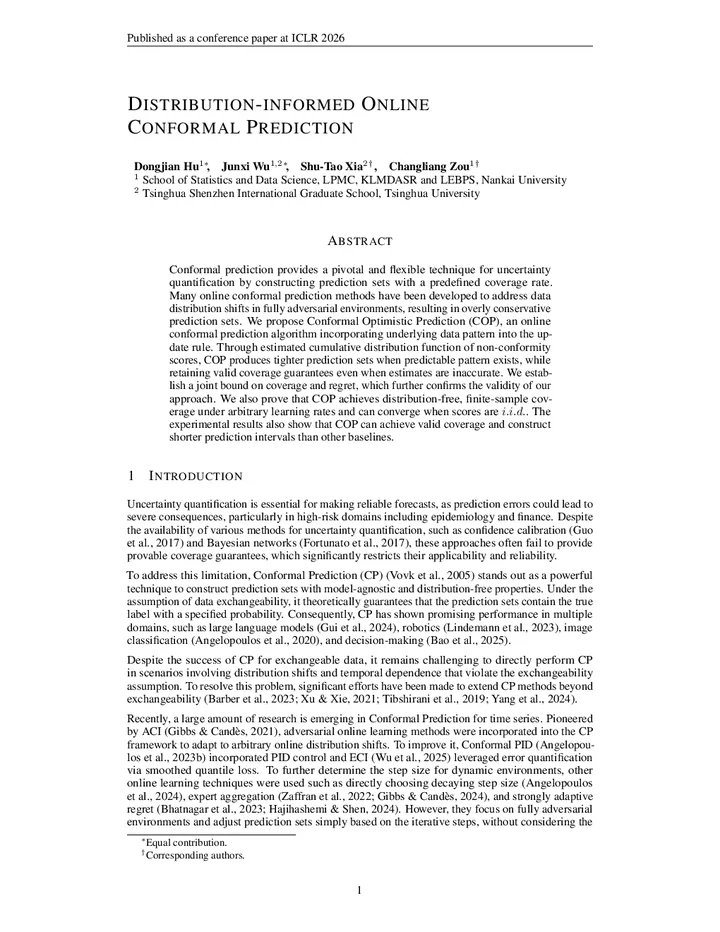 Published as a conference paper at ICLR 2026
DISTRIBUTION-INFORMED ONLINE
CONFORMAL PREDICTION
Dongjian Hu1*, Junxi Wu1,2*, Shu-Tao Xia2†, Changliang Zou1†
1 School of Statistics and Data Science, LPMC, KLMDASR and LEBPS, Nankai University
2 Tsinghua Shenzhen International Graduate School, Tsinghua University
ABSTRACT
Conformal prediction provides a pivotal and flexible technique for uncertainty
quantification by constructing prediction sets with a predefined coverage rate.
Many online conformal prediction methods have been developed to address data
distribution shifts in fully adversarial environments, resulting in overly conservative
prediction sets. We propose Conformal Optimistic Prediction (COP), an online
conformal prediction algorithm incorporating underlying data pattern into the up-
date rule. Through estimated cumulative distribution function of non-conformity
scores, COP produces tighter prediction sets when predictable pattern exists, while
retaining valid coverage guarantees even when estimates are inaccurate. We estab-
lish a joint bound on coverage and regret, which further confirms the validity of our
approach. We also prove that COP achieves distribution-free, finite-sample cov-
erage under arbitrary learning rates and can converge when scores are i.i.d.. The
experimental results also show that COP can achieve valid coverage and construct
shorter prediction intervals than other baselines.
1 INTRODUCTION
Uncertainty quantification is essential for making reliable forecasts, as prediction errors could lead to
severe consequences, particularly in high-risk domains including epidemiology and finance. Despite
the availability of various methods for uncertainty quantification, such as confidence calibration (Guo
et al., 2017) and Bayesian networks (Fortunato et al., 2017), these approaches often fail to provide
provable coverage guarantees, which significantly restricts their applicability and reliability.
To address this limitation, Conformal Prediction (CP) (Vovk et al., 2005) stands out as a powerful
technique to construct prediction sets with model-agnostic and distribution-free properties. Under the
assumption of data exchangeability, it theoretically guarantees that the prediction sets contain the true
label with a specified probability. Consequently, CP has shown promising performance in multiple
domains, such as large language models (Gui et al., 2024), robotics (Lindemann et al., 2023), image
classification (Angelopoulos et al., 2020), and decision-making (Bao et al., 2025).
Despite the success of CP for exchangeable data, it remains challenging to directly perform CP
in scenarios involving distribution shifts and temporal dependence that violate the exchangeability
assumption. To resolve this problem, significant efforts have been made to extend CP methods beyond
exchangeability (Barber et al., 2023; Xu & Xie, 2021; Tibshirani et al., 2019; Yang et al., 2024).
Recently, a large amount of research is emerging in Conformal Prediction for time series. Pioneered
by ACI (Gibbs & Candès, 2021), adversarial online learning methods were incorporated into the CP
framework to adapt to arbitrary online distribution shifts. To improve it, Conformal PID (Angelopou-
los et al., 2023b) incorporated PID control and ECI (Wu et al., 2025) leveraged error quantification
via smoothed quantile loss. To further determine the step size for dynamic environments, other
online learning techniques were used such as directly choosing decaying step size (Angelopoulos
et al., 2024), expert aggregation (Zaffran et al., 2022; Gibbs & Candès, 2024), and strongly adaptive
regret (Bhatnagar et al., 2023; Hajihashemi & Shen, 2024). However, they focus on fully adversarial
environments and adjust prediction sets simply based on the iterative steps, without considering the
*Equal contribution.
†Corresponding authors.
1